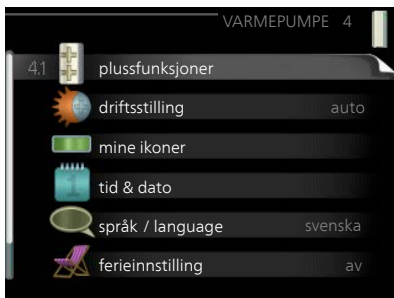 VARMEPUMPE 4
4.1 plussfunksjoner
driftsstilling auto
mine ikoner
tid & dato
språk / language svenska
ferieinnstilling av